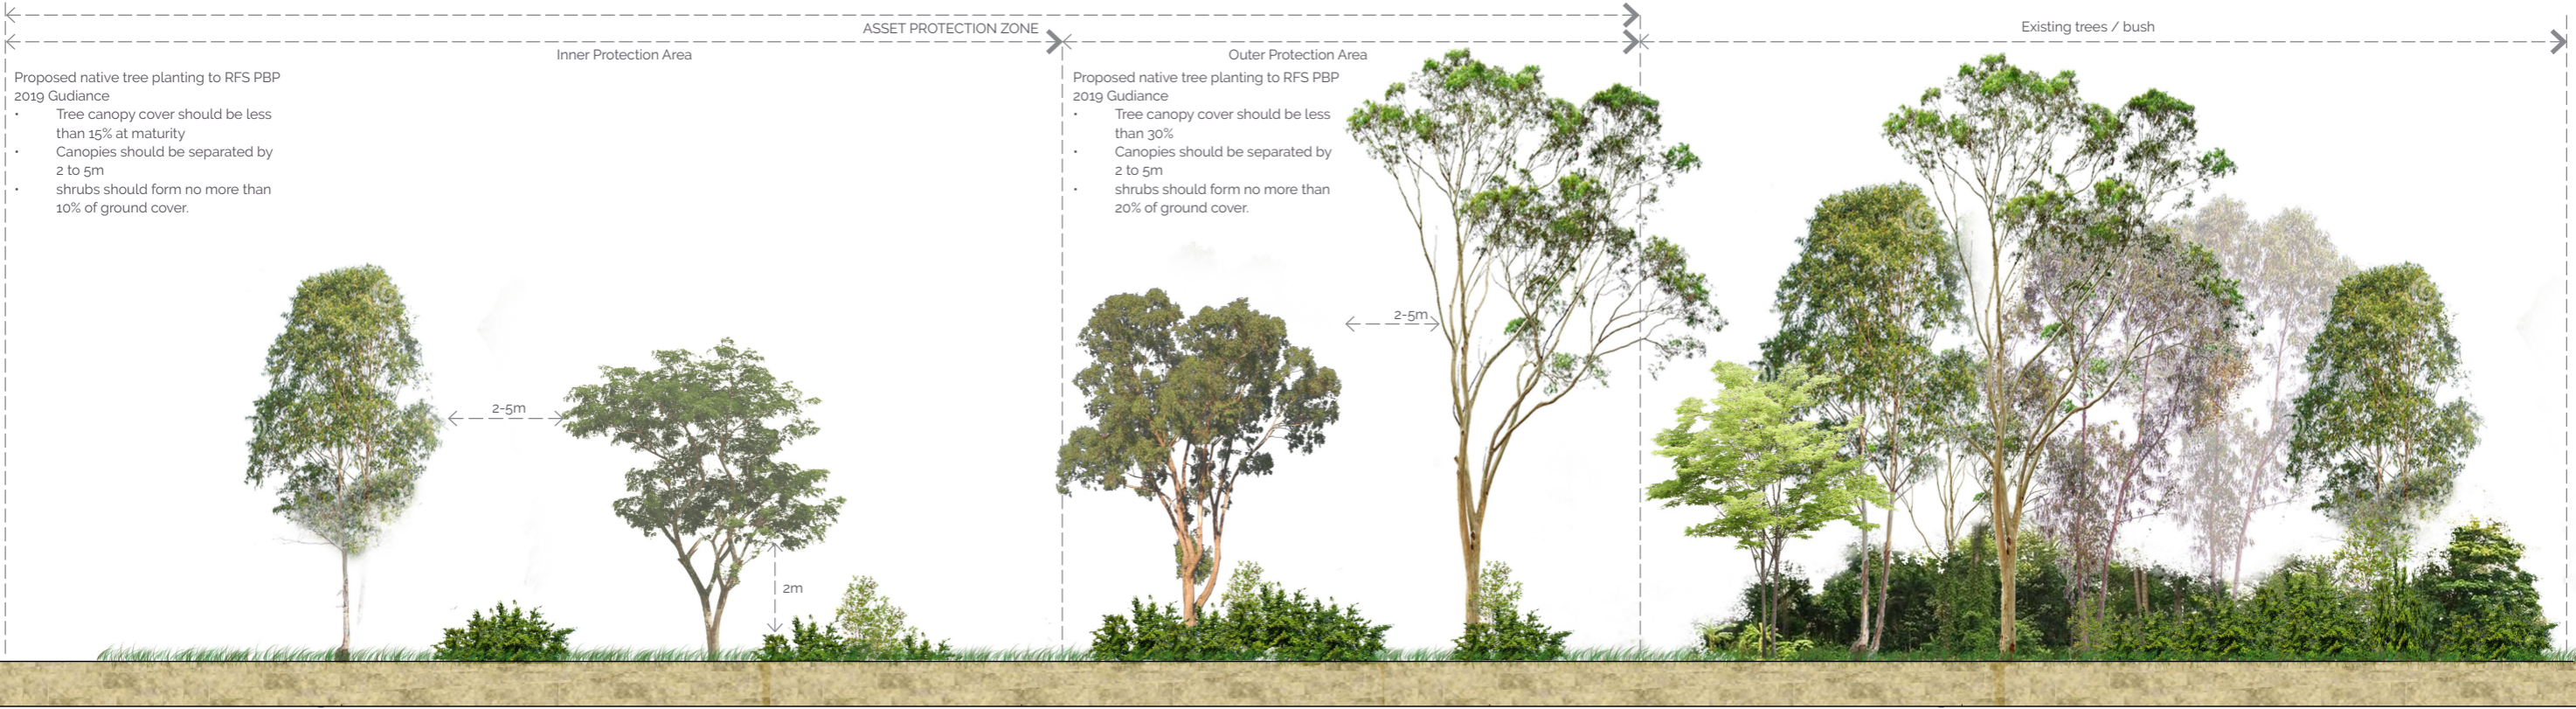 ASSET PROTECTION ZONE
Existing trees / bush
Inner Protection Area
Outer Protection Area
Proposed native tree planting to RFS PBP
2019 Gudiance
• Tree canopy cover should be less
than 15% at maturity
• Canopies should be separated by
2 to 5m
• shrubs should form no more than
10% of ground cover.
Proposed native tree planting to RFS PBP
2019 Gudiance
• Tree canopy cover should be less
than 30%
• Canopies should be separated by
2 to 5m
• shrubs should form no more than
20% of ground cover.
2-5m
2-5m
2m